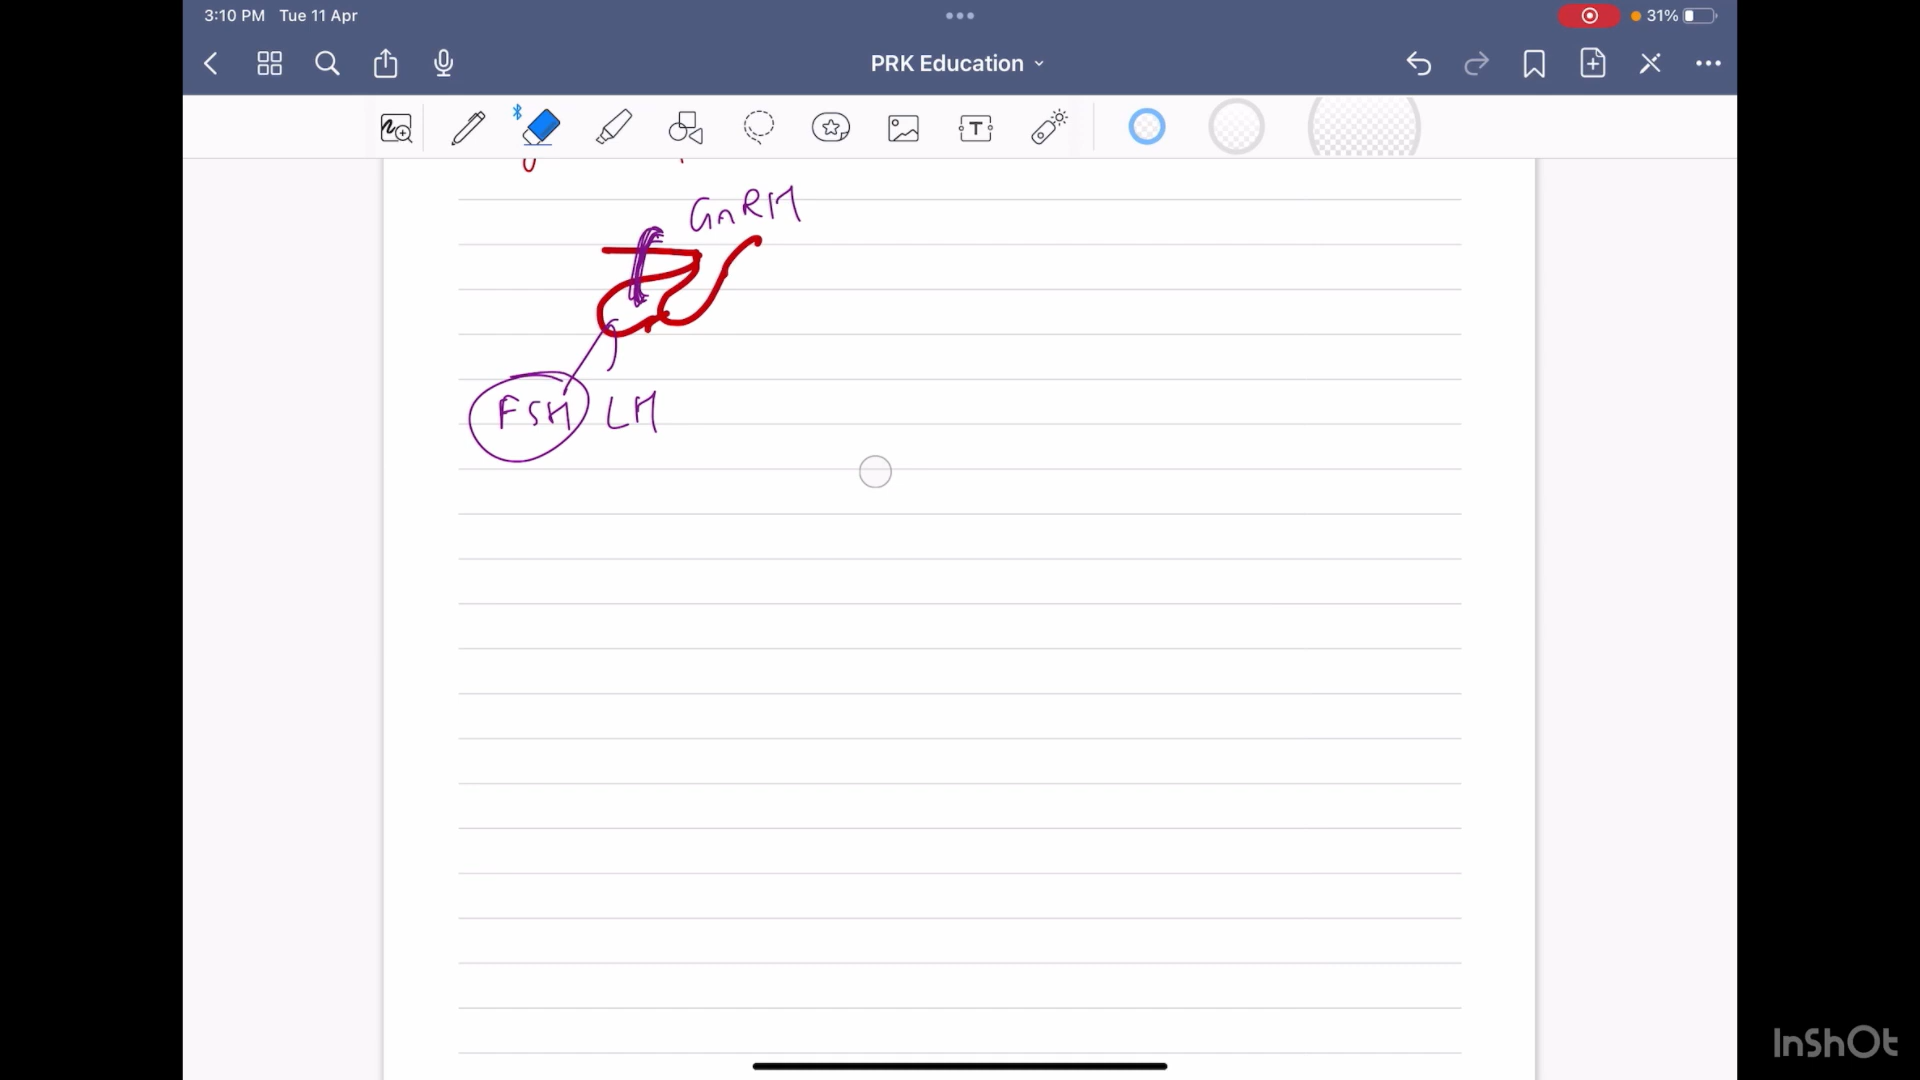 3:10 PM Tue 11 Apr
31%
PRK Education
T
GnRH
FSH LH
InShOt